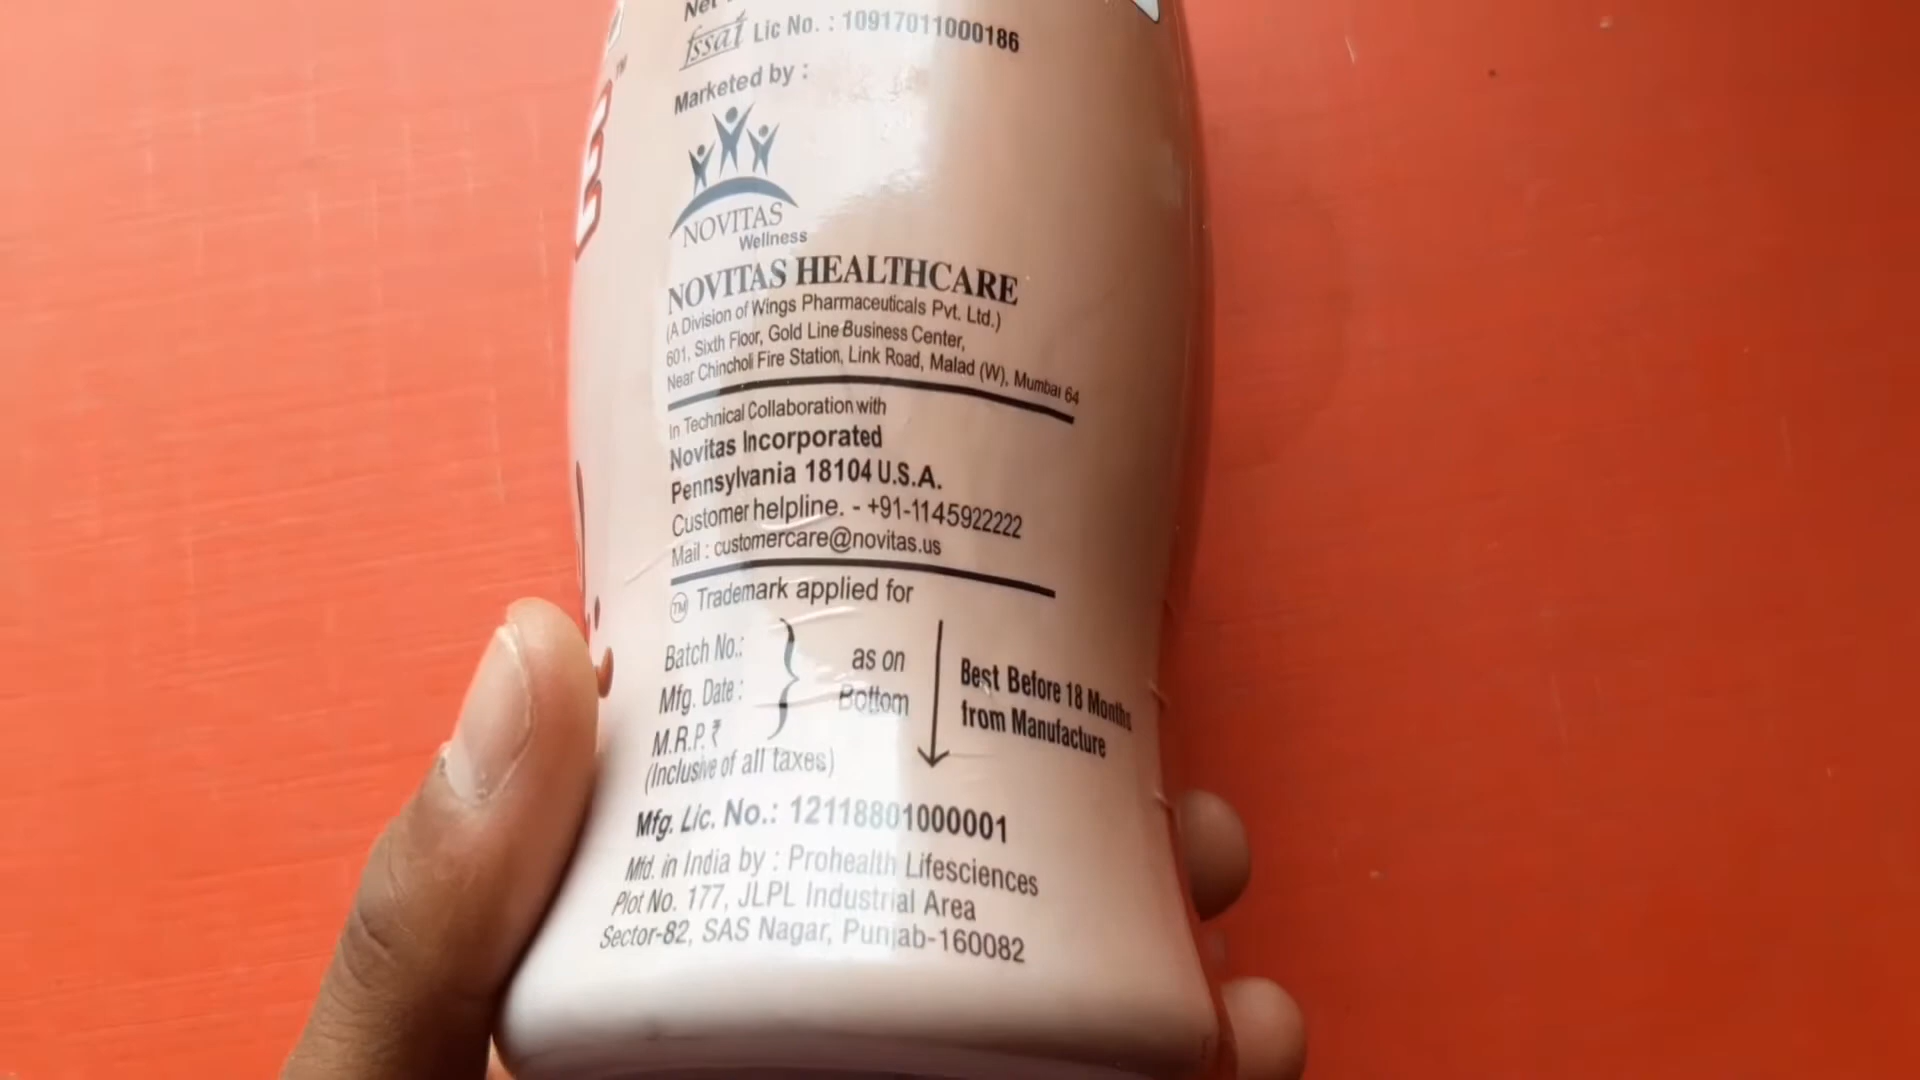 Net
fssai Lic No. : 10917011000186
Marketed by :
NOVITAS
Wellness
NOVITAS HEALTHCARE
(A Division of Wings Pharmaceuticals Pvt. Ltd.)
601, Sixth Floor, Gold Line Business Center,
Near Chincholi Fire Station, Link Road, Malad (W), Mumbai 64
In Technical Collaboration with
Novitas Incorporated
Pennsylvania 18104 U.S.A.
Customer helpline. - +91-1145922222
Mail : customercare@novitas.us
TM Trademark applied for
Batch No.:
Mfg. Date :
M.R.P. ₹
(Inclusive of all taxes)
as on
Bottom
Best Before 18 Months
from Manufacture
Mfg. Lic. No.: 12118801000001
Mfd. in India by : Prohealth Lifesciences
Plot No. 177, JLPL Industrial Area
Sector-82, SAS Nagar, Punjab-160082
E™